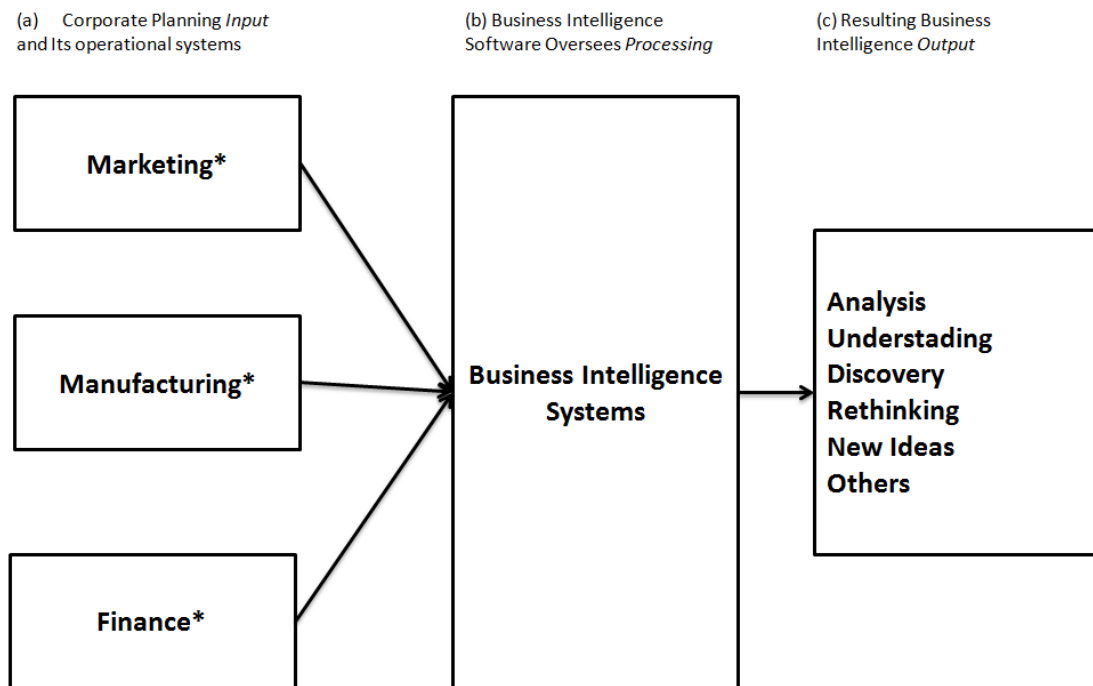 (a) Corporate Planning Input
and Its operational systems
(b) Business Intelligence
Software Oversees Processing
(c) Resulting Business
Intelligence Output
Marketing*
Manufacturing*
Finance*
Business Intelligence
Systems
Analysis
Understading
Discovery
Rethinking
New Ideas
Others